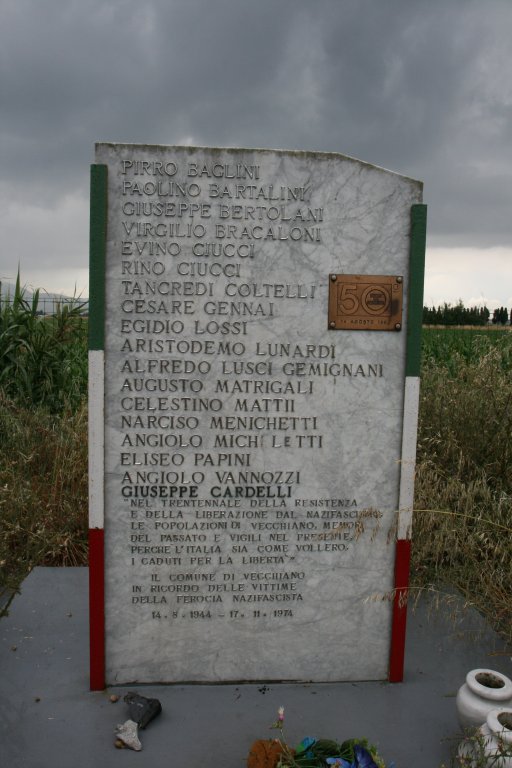 PIRRO BAGLINI
PAOLINO BARTALINI
GIUSEPPE BERTOLANI
VIRGILIO BRACALONI
EVINO CIUCCI
RINO CIUCCI
TANCREDI COLTELLI
CESARE GENNAI
EGIDIO LOSSI
ARISTODEMO LUNARDI
ALFREDO LUSCI GEMIGNANI
AUGUSTO MATRIGALI
CELESTINO MATTII
NARCISO MENICHETTI
ANGIOLO MICHELETTI
ELISEO PAPINI
ANGIOLO VANNOZZI
GIUSEPPE CARDELLI
"NEL TRENTENNALE DELLA RESISTENZA
E DELLA LIBERAZIONE DAL NAZIFASCISMO
LE POPOLAZIONI DI VECCHIANO, MEMORI
DEL PASSATO E VIGILI NEL PRESENTE,
PERCHE L'ITALIA SIA COME VOLLERO
I CADUTI PER LA LIBERTÀ"
IL COMUNE DI VECCHIANO
IN RICORDO DELLE VITTIME
DELLA FEROCIA NAZIFASCISTA
14.8.1944 - 17.11.1974
50°
AGOSTO